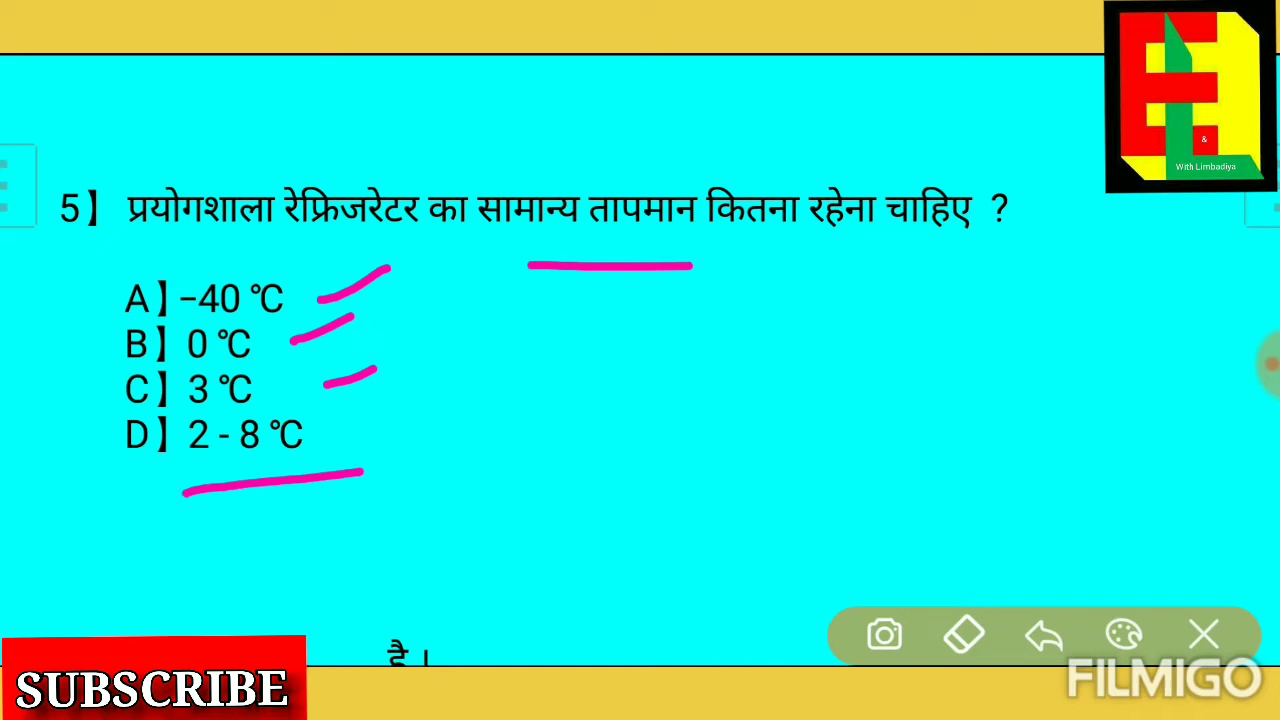 &
With Limbadiya
5】 प्रयोगशाला रेफ्रिजरेटर का सामान्य तापमान कितना रहेना चाहिए ?
A】−40 ℃
B】 0 ℃
C】 3 ℃
D】 2 - 8 ℃
है ।
SUBSCRIBE
FILMIGO